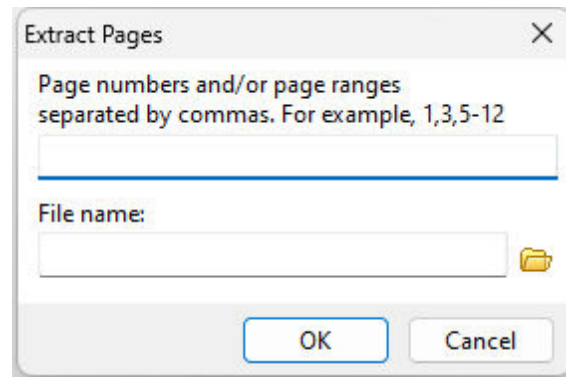 Extract Pages
Page numbers and/or page ranges
separated by commas. For example, 1,3,5-12
File name:
OK
Cancel